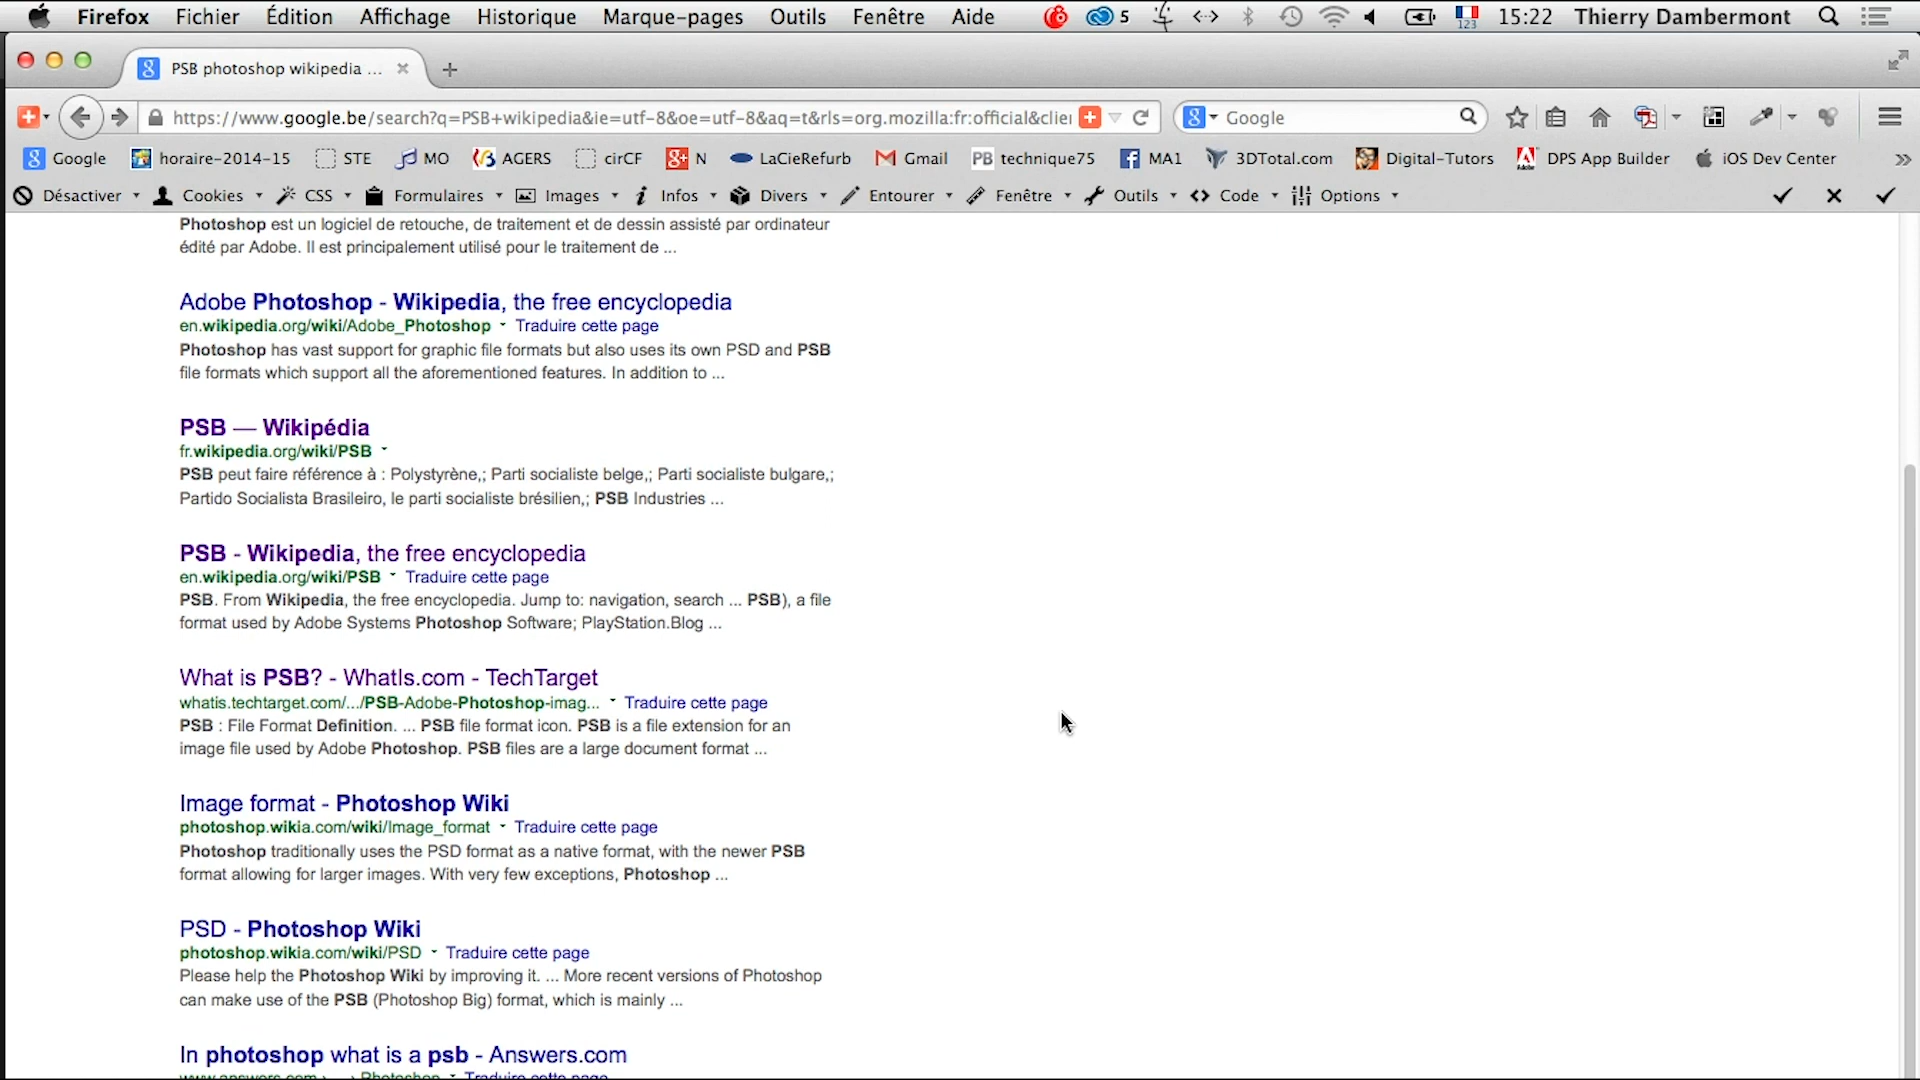 Firefox Fichier Édition Affichage Historique Marque-pages Outils Fenêtre Aide 5 123 15:22 Thierry Dambermont
PSB photoshop wikipedia ...
https://www.google.be/search?q=PSB+wikipedia&ie=utf-8&oe=utf-8&aq=t&rls=org.mozilla:fr:official&clie Google
Google horaire-2014-15 STE MO AGERS cirCF N LaCieRefurb Gmail PB technique75 MA1 3DTotal.com Digital-Tutors DPS App Builder iOS Dev Center
Désactiver Cookies CSS Formulaires Images Infos Divers Entourer Fenêtre Outils Code Options
Photoshop est un logiciel de retouche, de traitement et de dessin assisté par ordinateur
édité par Adobe. Il est principalement utilisé pour le traitement de ...
Adobe Photoshop - Wikipedia, the free encyclopedia
en.wikipedia.org/wiki/Adobe_Photoshop Traduire cette page
Photoshop has vast support for graphic file formats but also uses its own PSD and PSB
file formats which support all the aforementioned features. In addition to ...
PSB — Wikipédia
fr.wikipedia.org/wiki/PSB
PSB peut faire référence à : Polystyrène,; Parti socialiste belge,; Parti socialiste bulgare,;
Partido Socialista Brasileiro, le parti socialiste brésilien,; PSB Industries ...
PSB - Wikipedia, the free encyclopedia
en.wikipedia.org/wiki/PSB Traduire cette page
PSB. From Wikipedia, the free encyclopedia. Jump to: navigation, search ... PSB), a file
format used by Adobe Systems Photoshop Software; PlayStation.Blog ...
What is PSB? - WhatIs.com - TechTarget
whatis.techtarget.com/.../PSB-Adobe-Photoshop-imag... Traduire cette page
PSB : File Format Definition. ... PSB file format icon. PSB is a file extension for an
image file used by Adobe Photoshop. PSB files are a large document format ...
Image format - Photoshop Wiki
photoshop.wikia.com/wiki/Image_format Traduire cette page
Photoshop traditionally uses the PSD format as a native format, with the newer PSB
format allowing for larger images. With very few exceptions, Photoshop ...
PSD - Photoshop Wiki
photoshop.wikia.com/wiki/PSD Traduire cette page
Please help the Photoshop Wiki by improving it. ... More recent versions of Photoshop
can make use of the PSB (Photoshop Big) format, which is mainly ...
In photoshop what is a psb - Answers.com
www.answers.com › ... › Photoshop Traduire cette page